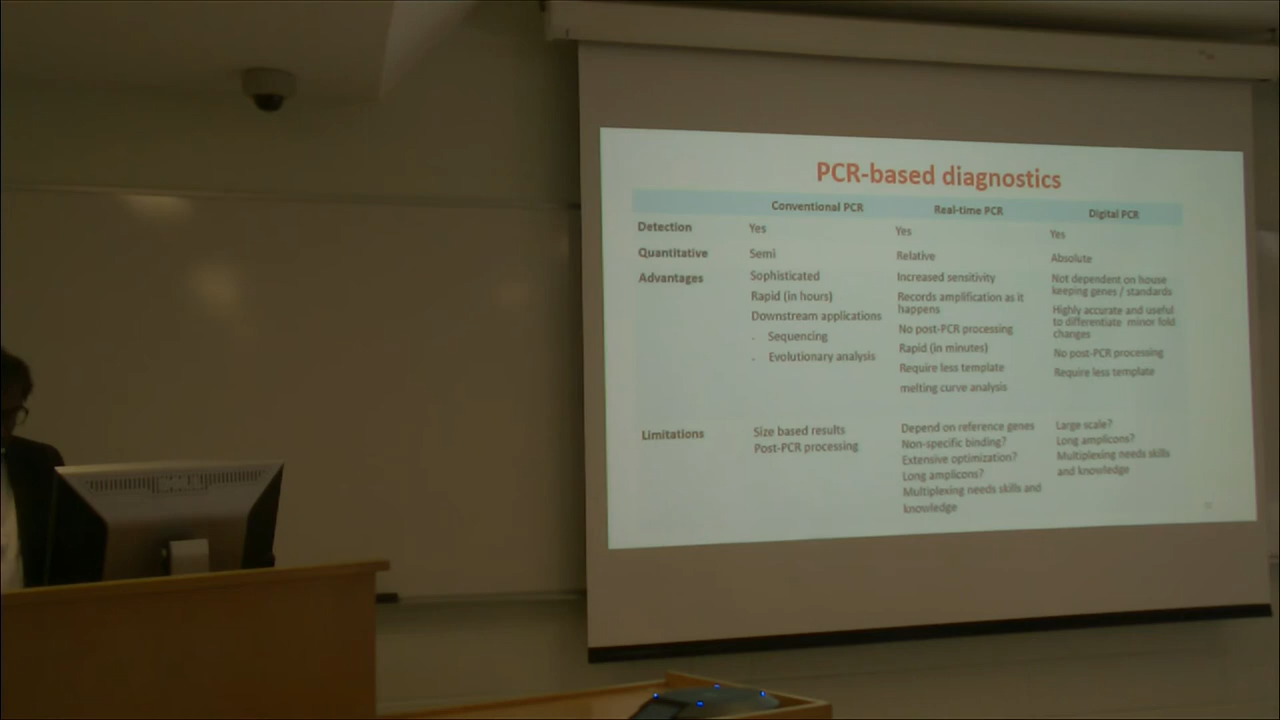 PCR-based diagnostics
Conventional PCR Real-time PCR Digital PCR
Detection Yes Yes Yes
Quantitative Semi Relative Absolute
Advantages
Sophisticated
Rapid (in hours)
Downstream applications
. Sequencing
. Evolutionary analysis
Increased sensitivity
Records amplification as it
happens
No post-PCR processing
Rapid (in minutes)
Require less template
melting curve analysis
Not dependent on house
keeping genes / standards
Highly accurate and useful
to differentiate minor fold
changes
No post-PCR processing
Require less template
Limitations
Size based results
Post-PCR processing
Depend on reference genes
Non-specific binding?
Extensive optimization?
Long amplicons?
Multiplexing needs skills and
knowledge
Large scale?
Long amplicons?
Multiplexing needs skills
and knowledge